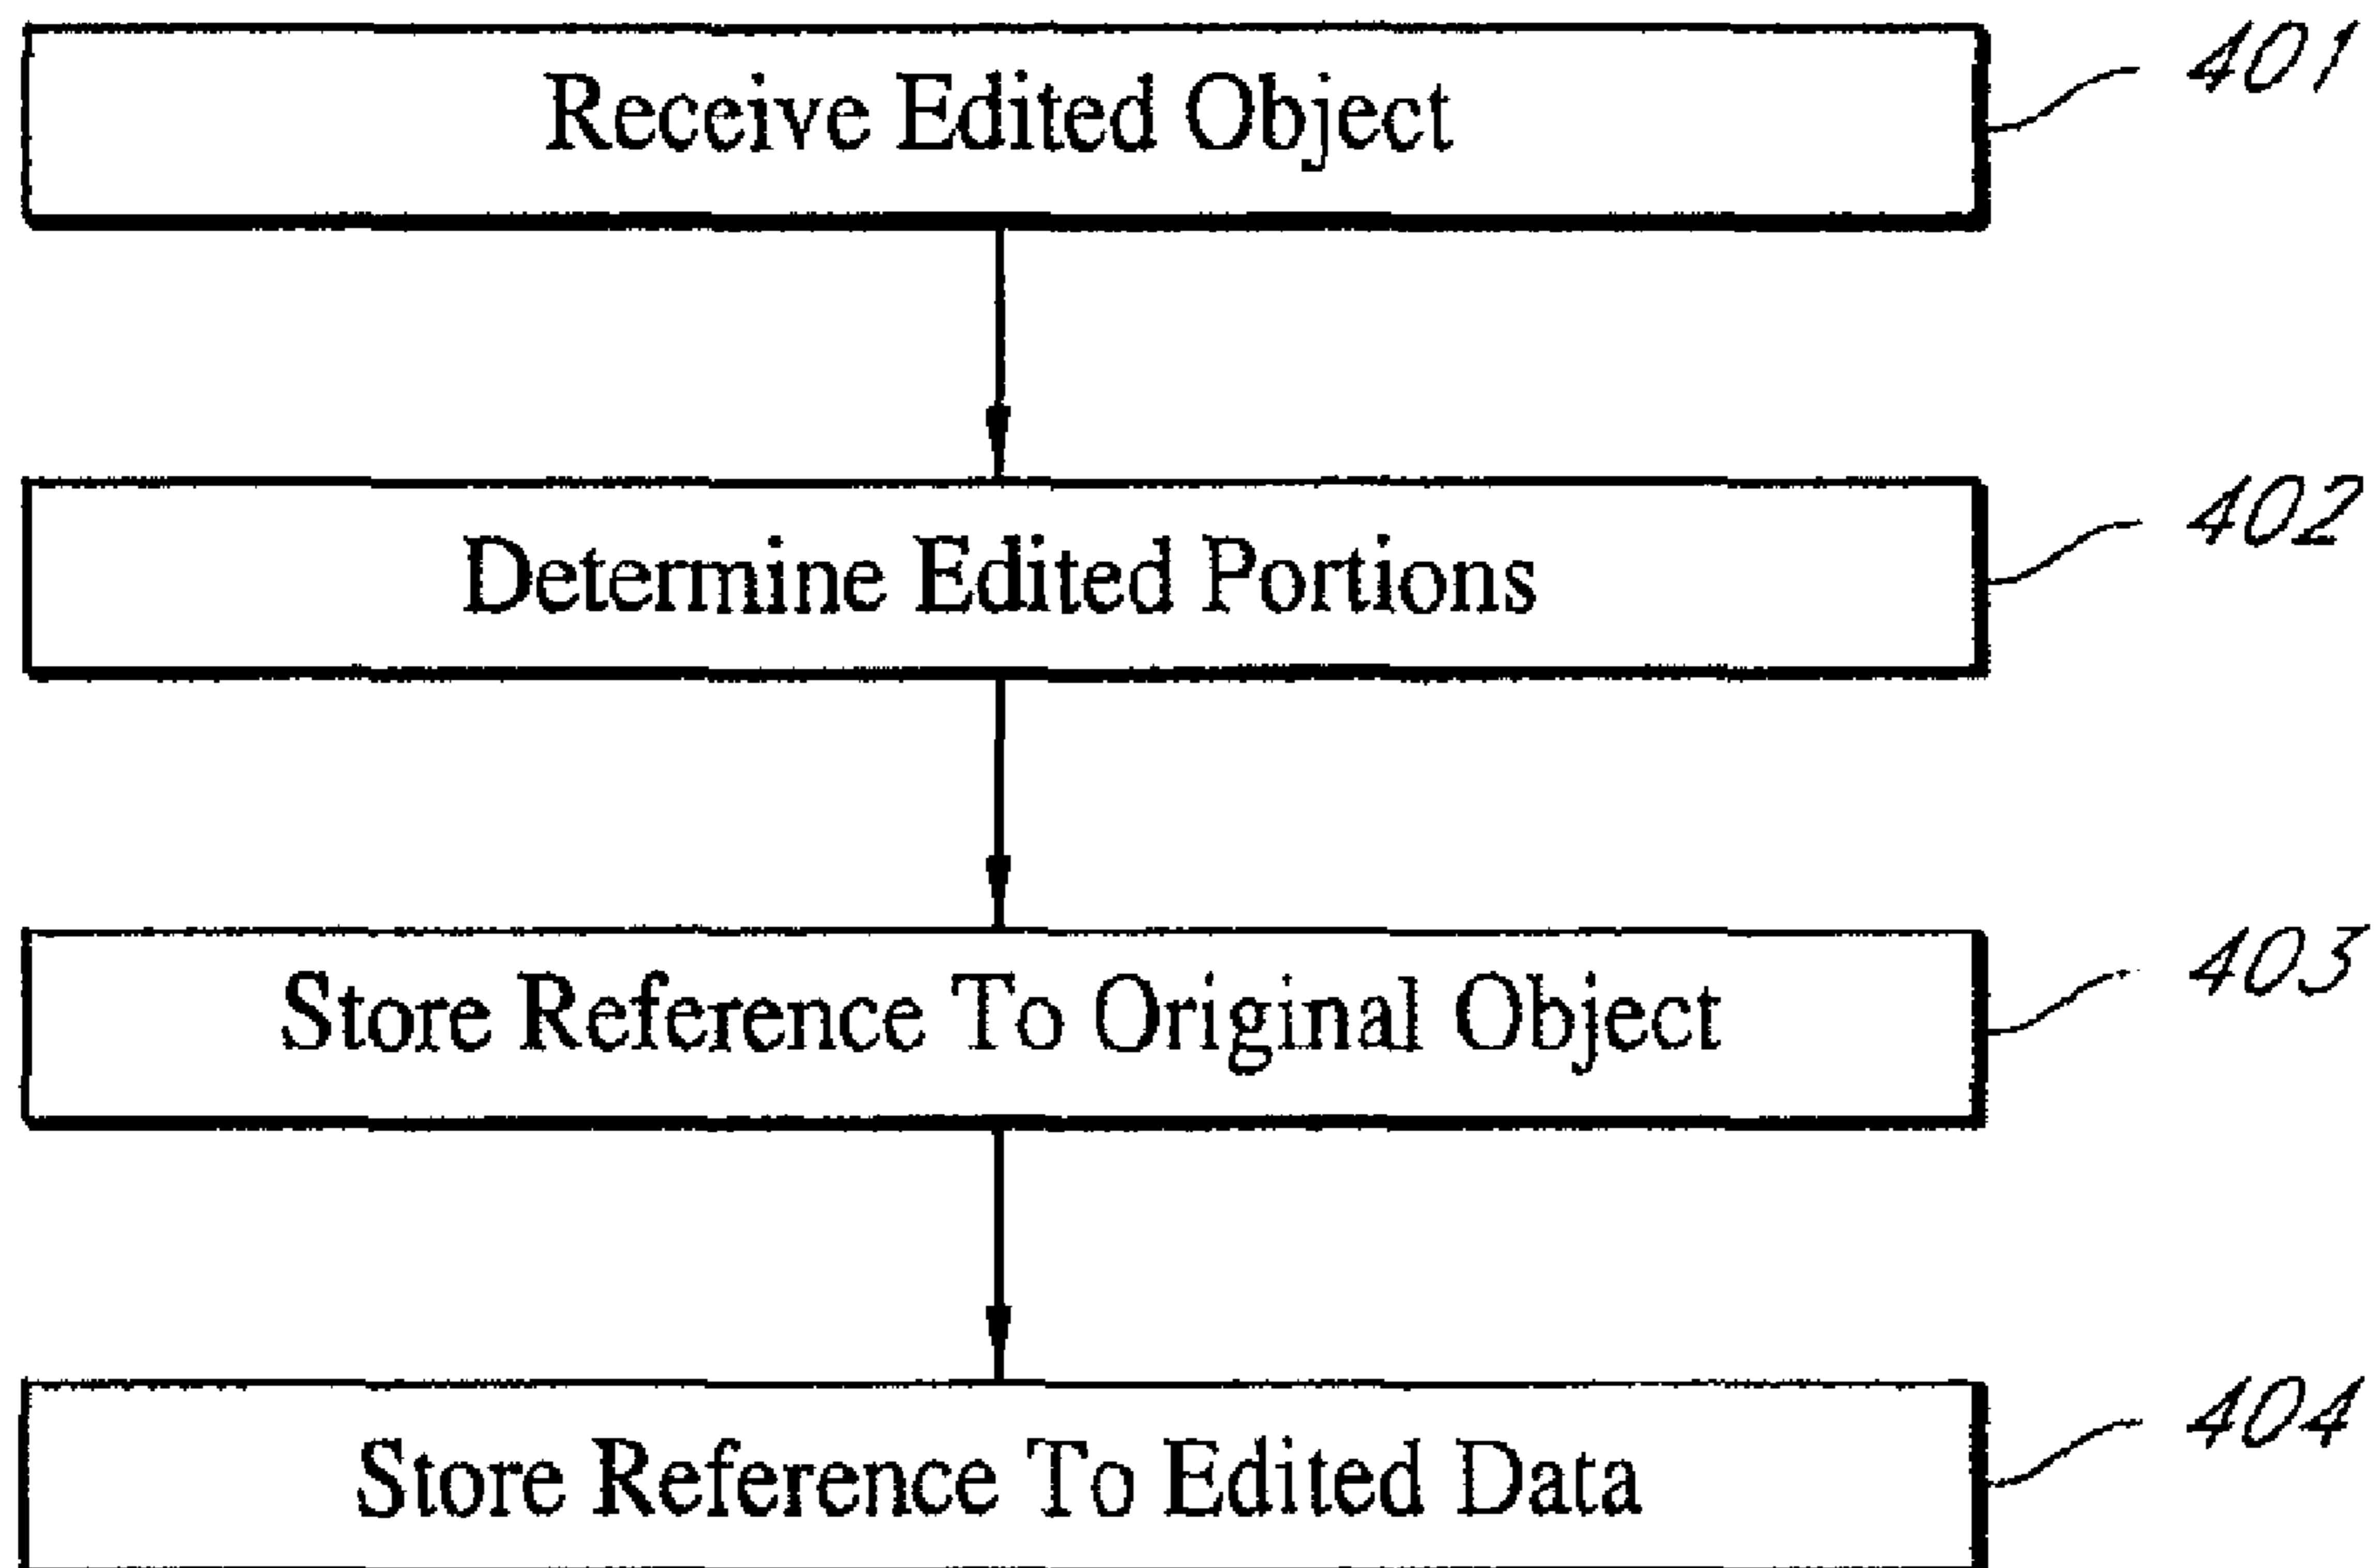 Receive Edited Object
401
Determine Edited Portions
402
Store Reference To Original Object
403
Store Reference To Edited Data
404